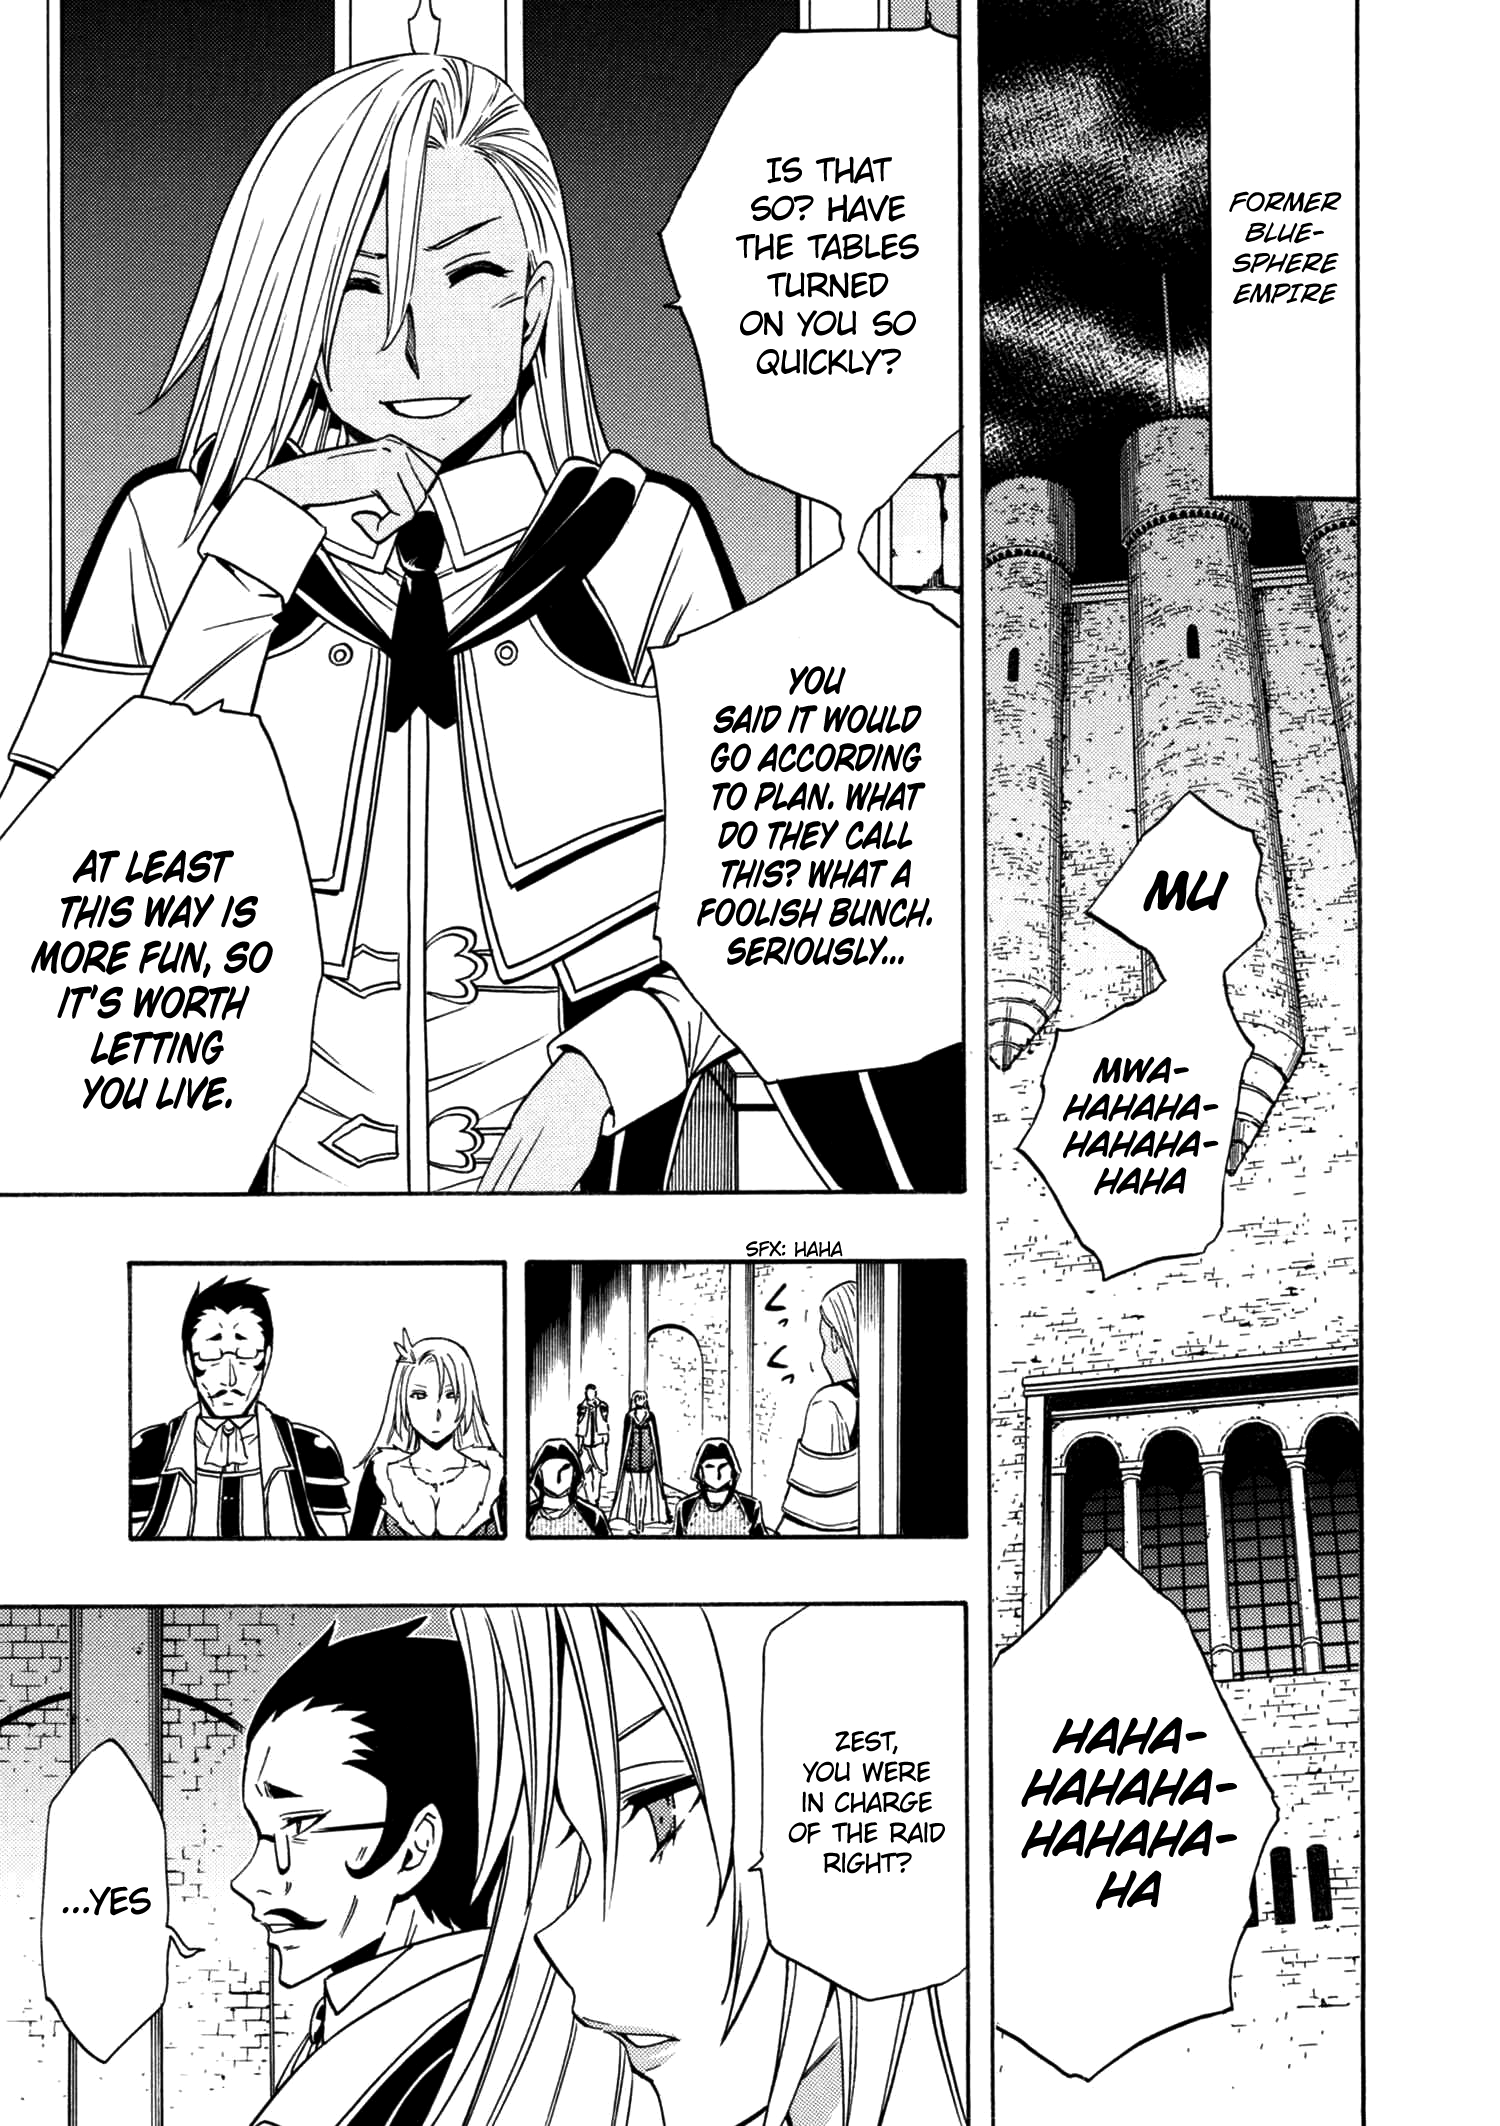 FORMER
BLUE-
SPHERE
EMPIRE
MU
MWA-
HAHAHA-
HAHAHA-
HAHA
HAHA-
HAHAHA-
HAHAHA-
HA
IS THAT
SO? HAVE
THE TABLES
TURNED
ON YOU SO
QUICKLY?
YOU
SAID IT WOULD
GO ACCORDING
TO PLAN. WHAT
DO THEY CALL
THIS? WHAT A
FOOLISH BUNCH.
SERIOUSLY...
AT LEAST
THIS WAY IS
MORE FUN, SO
IT'S WORTH
LETTING
YOU LIVE.
SFX: HAHA
くっ
くっ
ZEST,
YOU WERE
IN CHARGE
OF THE RAID
RIGHT?
...YES